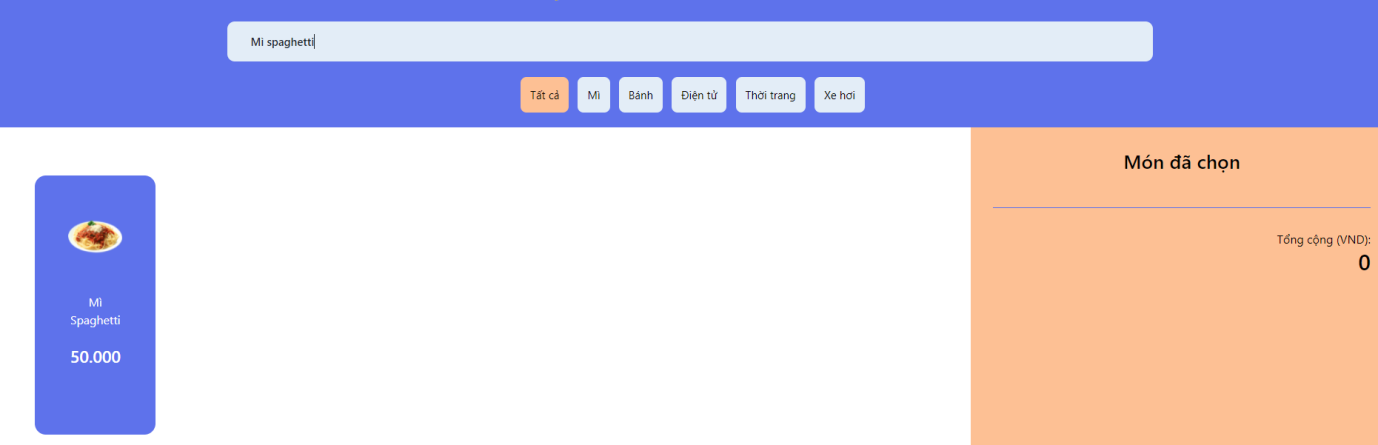 Mì spaghetti
Tất cả
Mì
Bánh
Điện tử
Thời trang
Xe hơi
Mì
Spaghetti
50.000
Món đã chọn
Tổng cộng (VND):
0